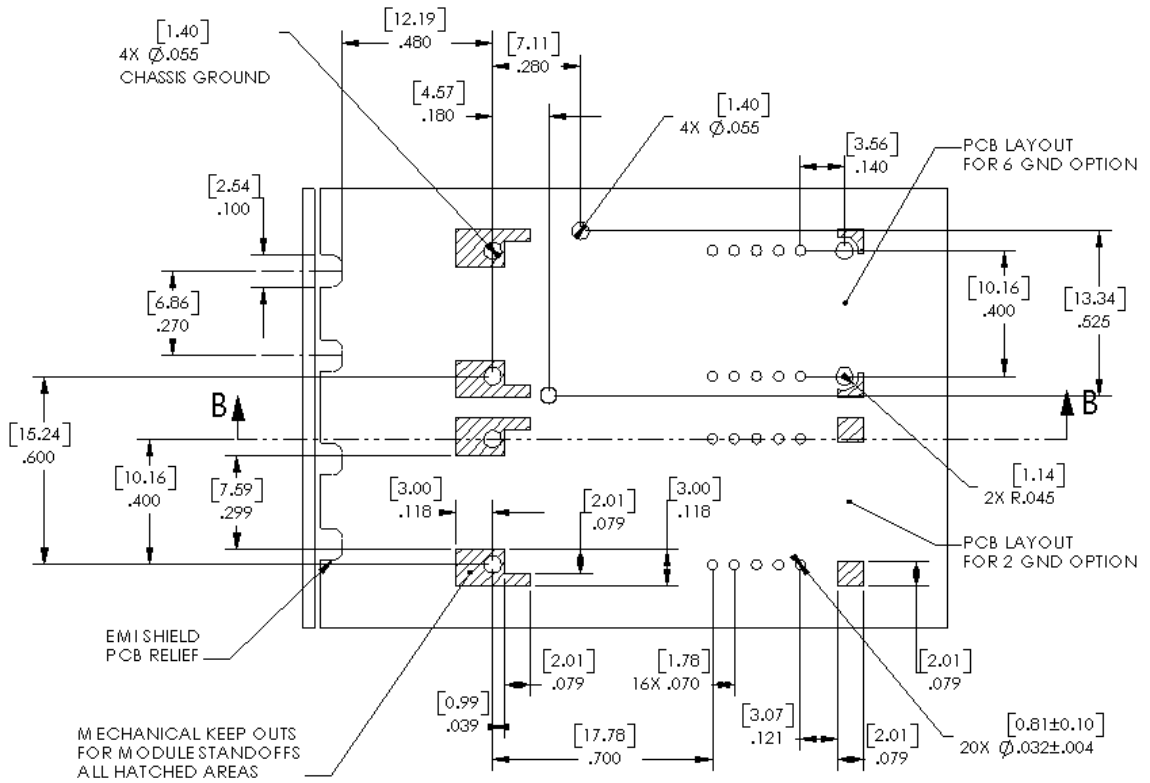 [12.19]
.480
[1.40]
4X Ø.055
CHASSIS GROUND
[7.11]
.280
[4.57]
.180
[1.40]
4X Ø.055
[3.56]
.140
PCB LAYOUT
FOR 6 GND OPTION
[2.54]
.100
[6.86]
.270
[10.16]
.400
[13.34]
.525
B
B
[15.24]
.600
[10.16]
.400
[7.59]
.299
[3.00]
.118
[2.01]
.079
[3.00]
.118
[1.14]
2X R.045
PCB LAYOUT
FOR 2 GND OPTION
EMI SHIELD
PCB RELIEF
[2.01]
.079
[1.78]
16X .070
[2.01]
.079
[0.99]
.039
[3.07]
.121
[2.01]
.079
[0.81±0.10]
20X Ø.032±.004
MECHANICAL KEEP OUTS
FOR MODULE STANDOFFS
ALL HATCHED AREAS
[17.78]
.700